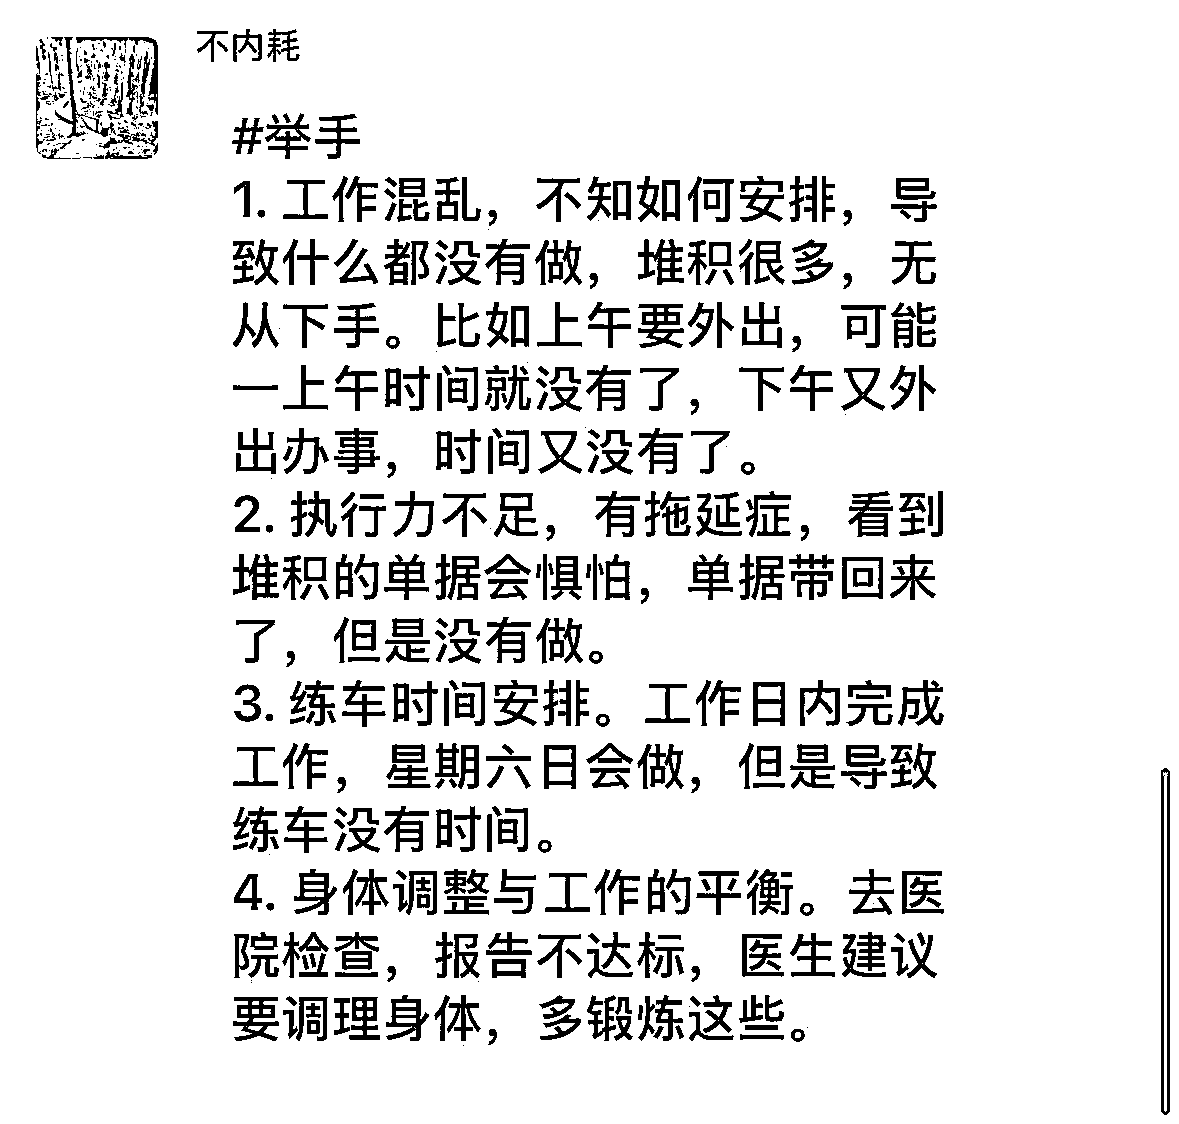 不内耗
#举手
1. 工作混乱，不知如何安排，导
致什么都没有做，堆积很多，无
从下手。比如上午要外出，可能
一上午时间就没有了，下午又外
出办事，时间又没有了。
2. 执行力不足，有拖延症，看到
堆积的单据会惧怕，单据带回来
了，但是没有做。
3. 练车时间安排。工作日内完成
工作，星期六日会做，但是导致
练车没有时间。
4. 身体调整与工作的平衡。去医
院检查，报告不达标，医生建议
要调理身体，多锻炼这些。